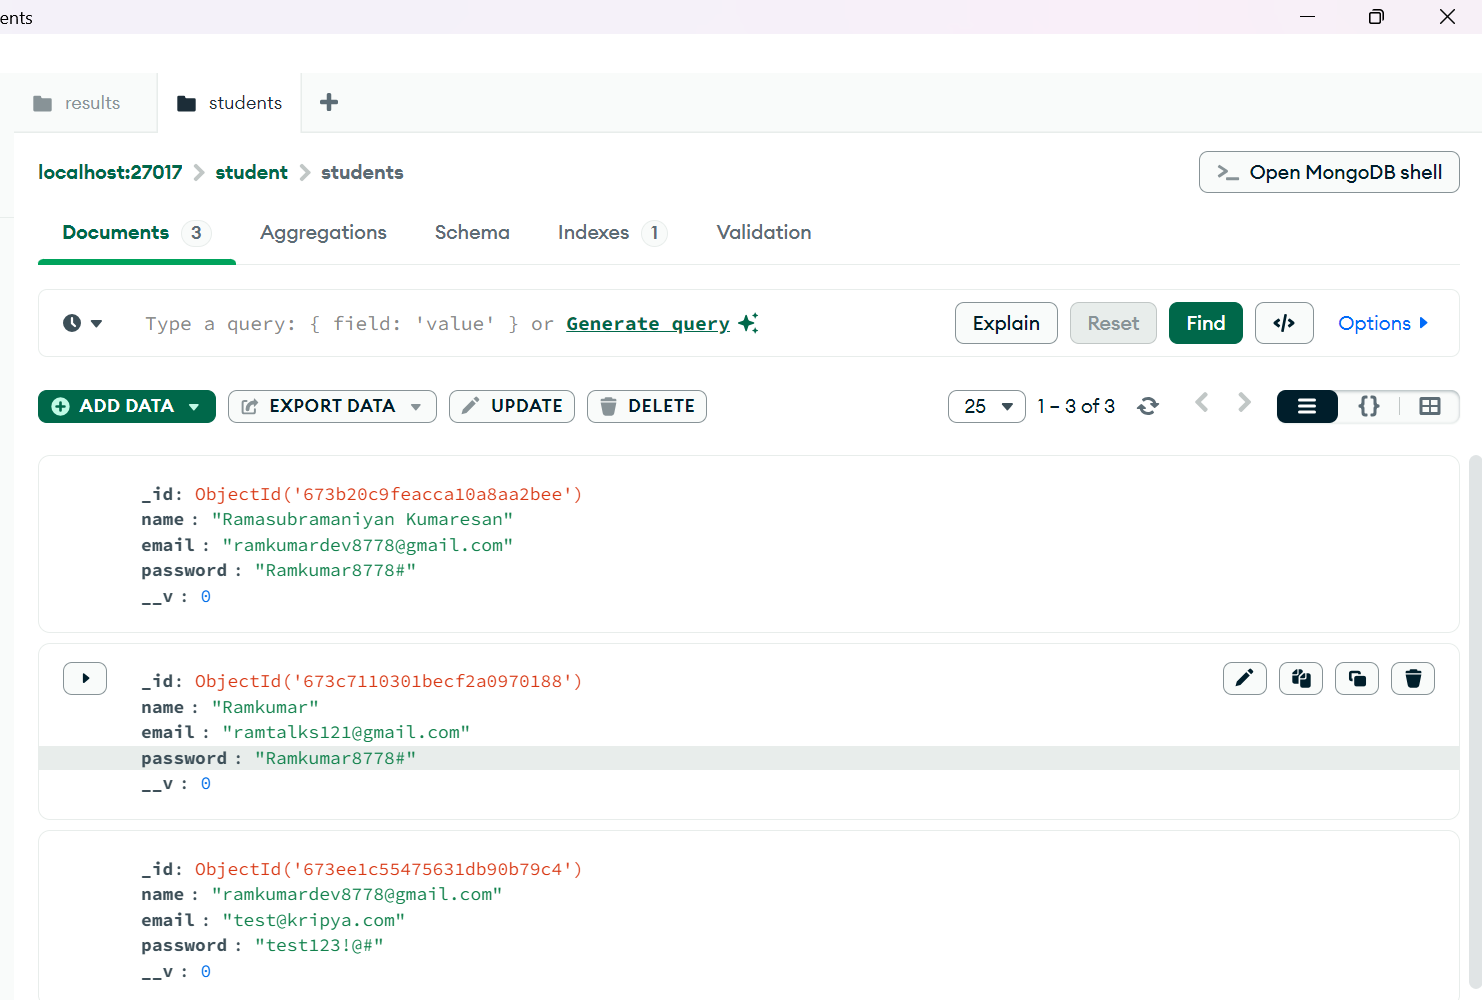 ents
results
students
localhost:27017 > student > students
Open MongoDB shell
Documents 3 Aggregations Schema Indexes 1 Validation
Type a query: { field: 'value' } or Generate query
Explain Reset Find </> Options
ADD DATA EXPORT DATA UPDATE DELETE
25 1 – 3 of 3 {}
_id: ObjectId('673b20c9feacca10a8aa2bee')
name : "Ramasubramaniyan Kumaresan"
email : "ramkumardev8778@gmail.com"
password : "Ramkumar8778#"
__v : 0
_id: ObjectId('673c7110301becf2a0970188')
name : "Ramkumar"
email : "ramtalks121@gmail.com"
password : "Ramkumar8778#"
__v : 0
_id: ObjectId('673ee1c55475631db90b79c4')
name : "ramkumardev8778@gmail.com"
email : "test@kripya.com"
password : "test123!@#"
__v : 0